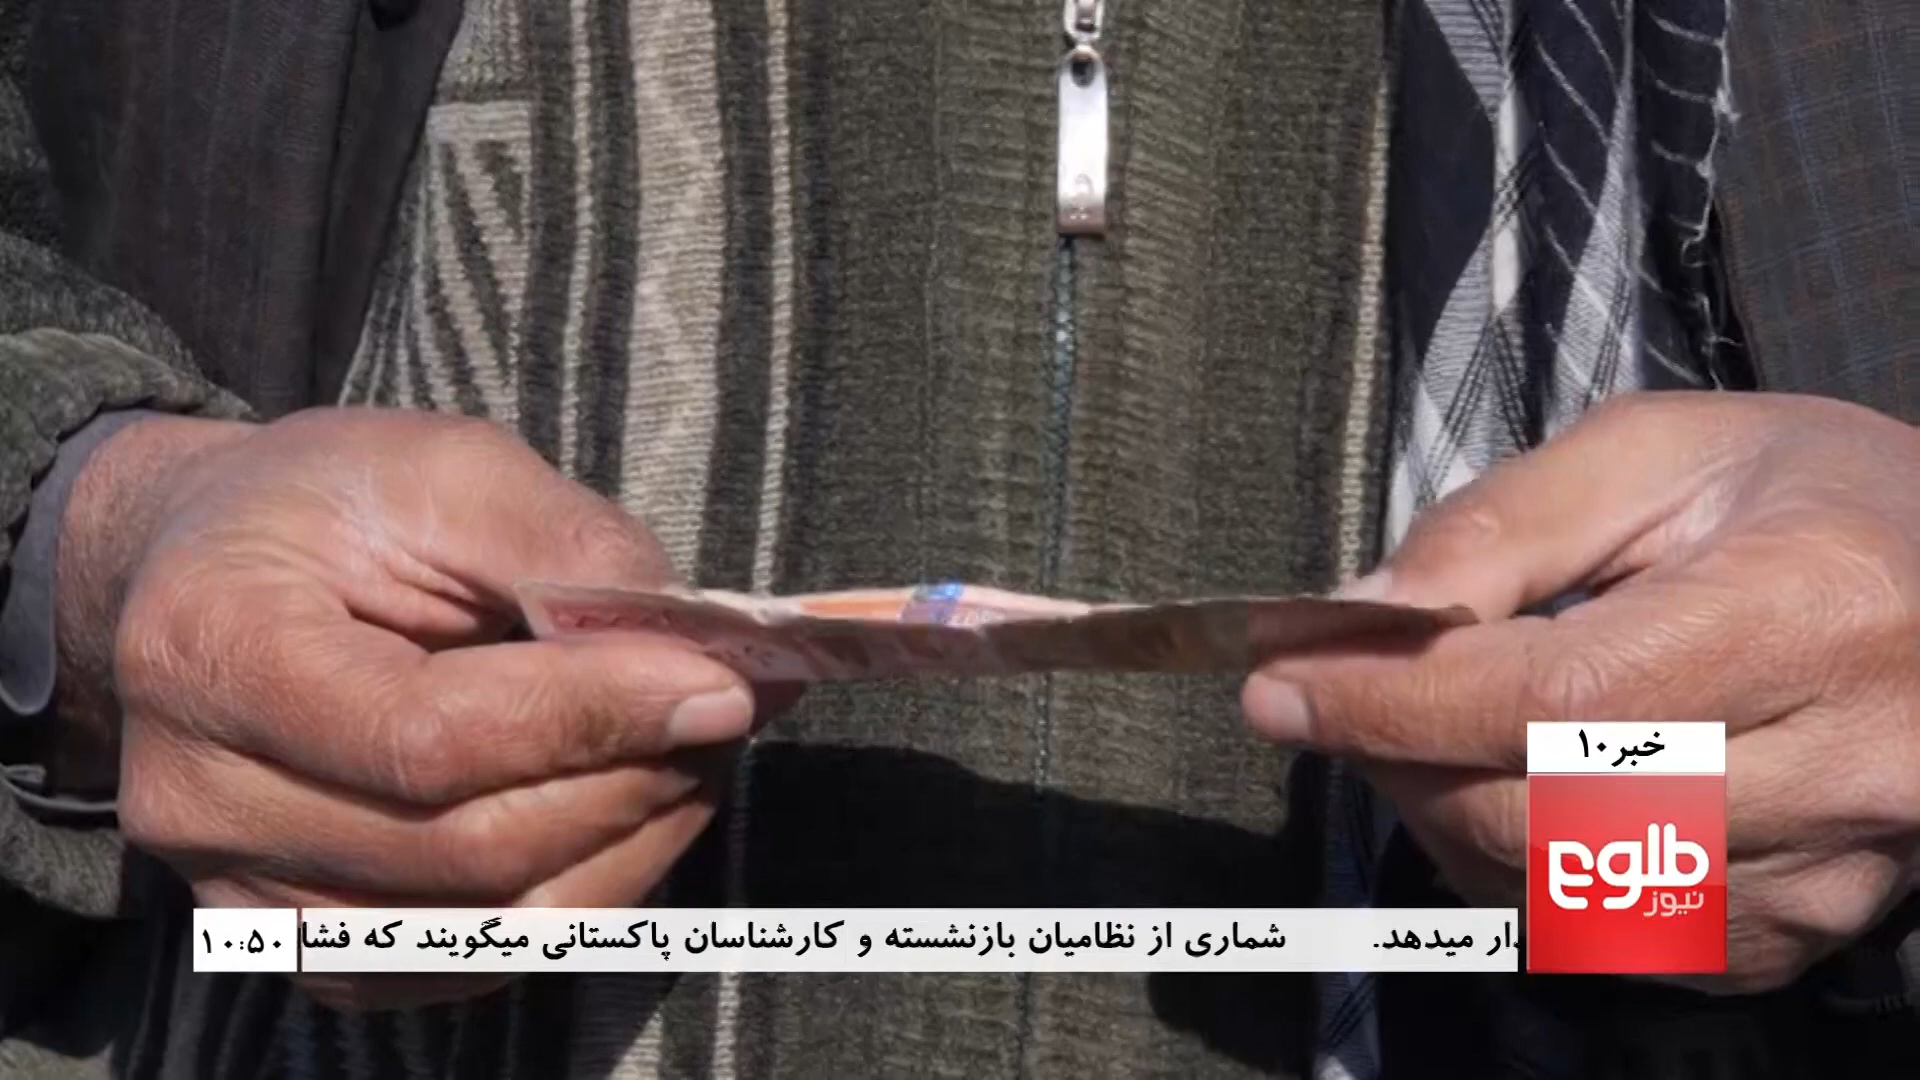 خبر۱۰
طلوع
نیوز
دار میدهد. شماری از نظامیان بازنشسته و کارشناسان پاکستانی میگویند که فشا
۱۰:۵۰